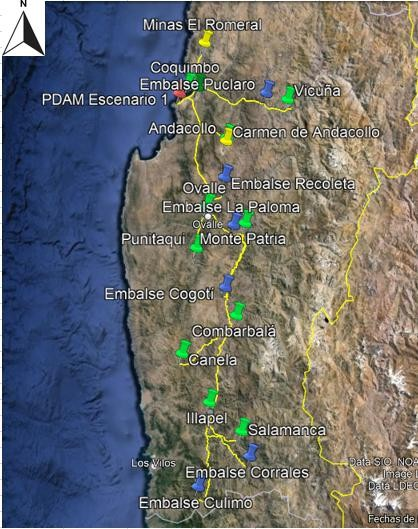 N
Minas El Romeral
Coquimbo
Embalse Puclaro
Vicuña
PDAM Escenario 1
Andacollo
Carmen de Andacollo
Ovalle
Embalse Recoleta
Embalse La Paloma
Ovalle
Punitaqui
Monte Patria
Embalse Cogotí
Combarbalá
Canela
Illapel
Salamanca
Los Vilos
Embalse Corrales
Embalse Culimo
Data SIO, NOA
Image L
Data LDEO
Fechas de